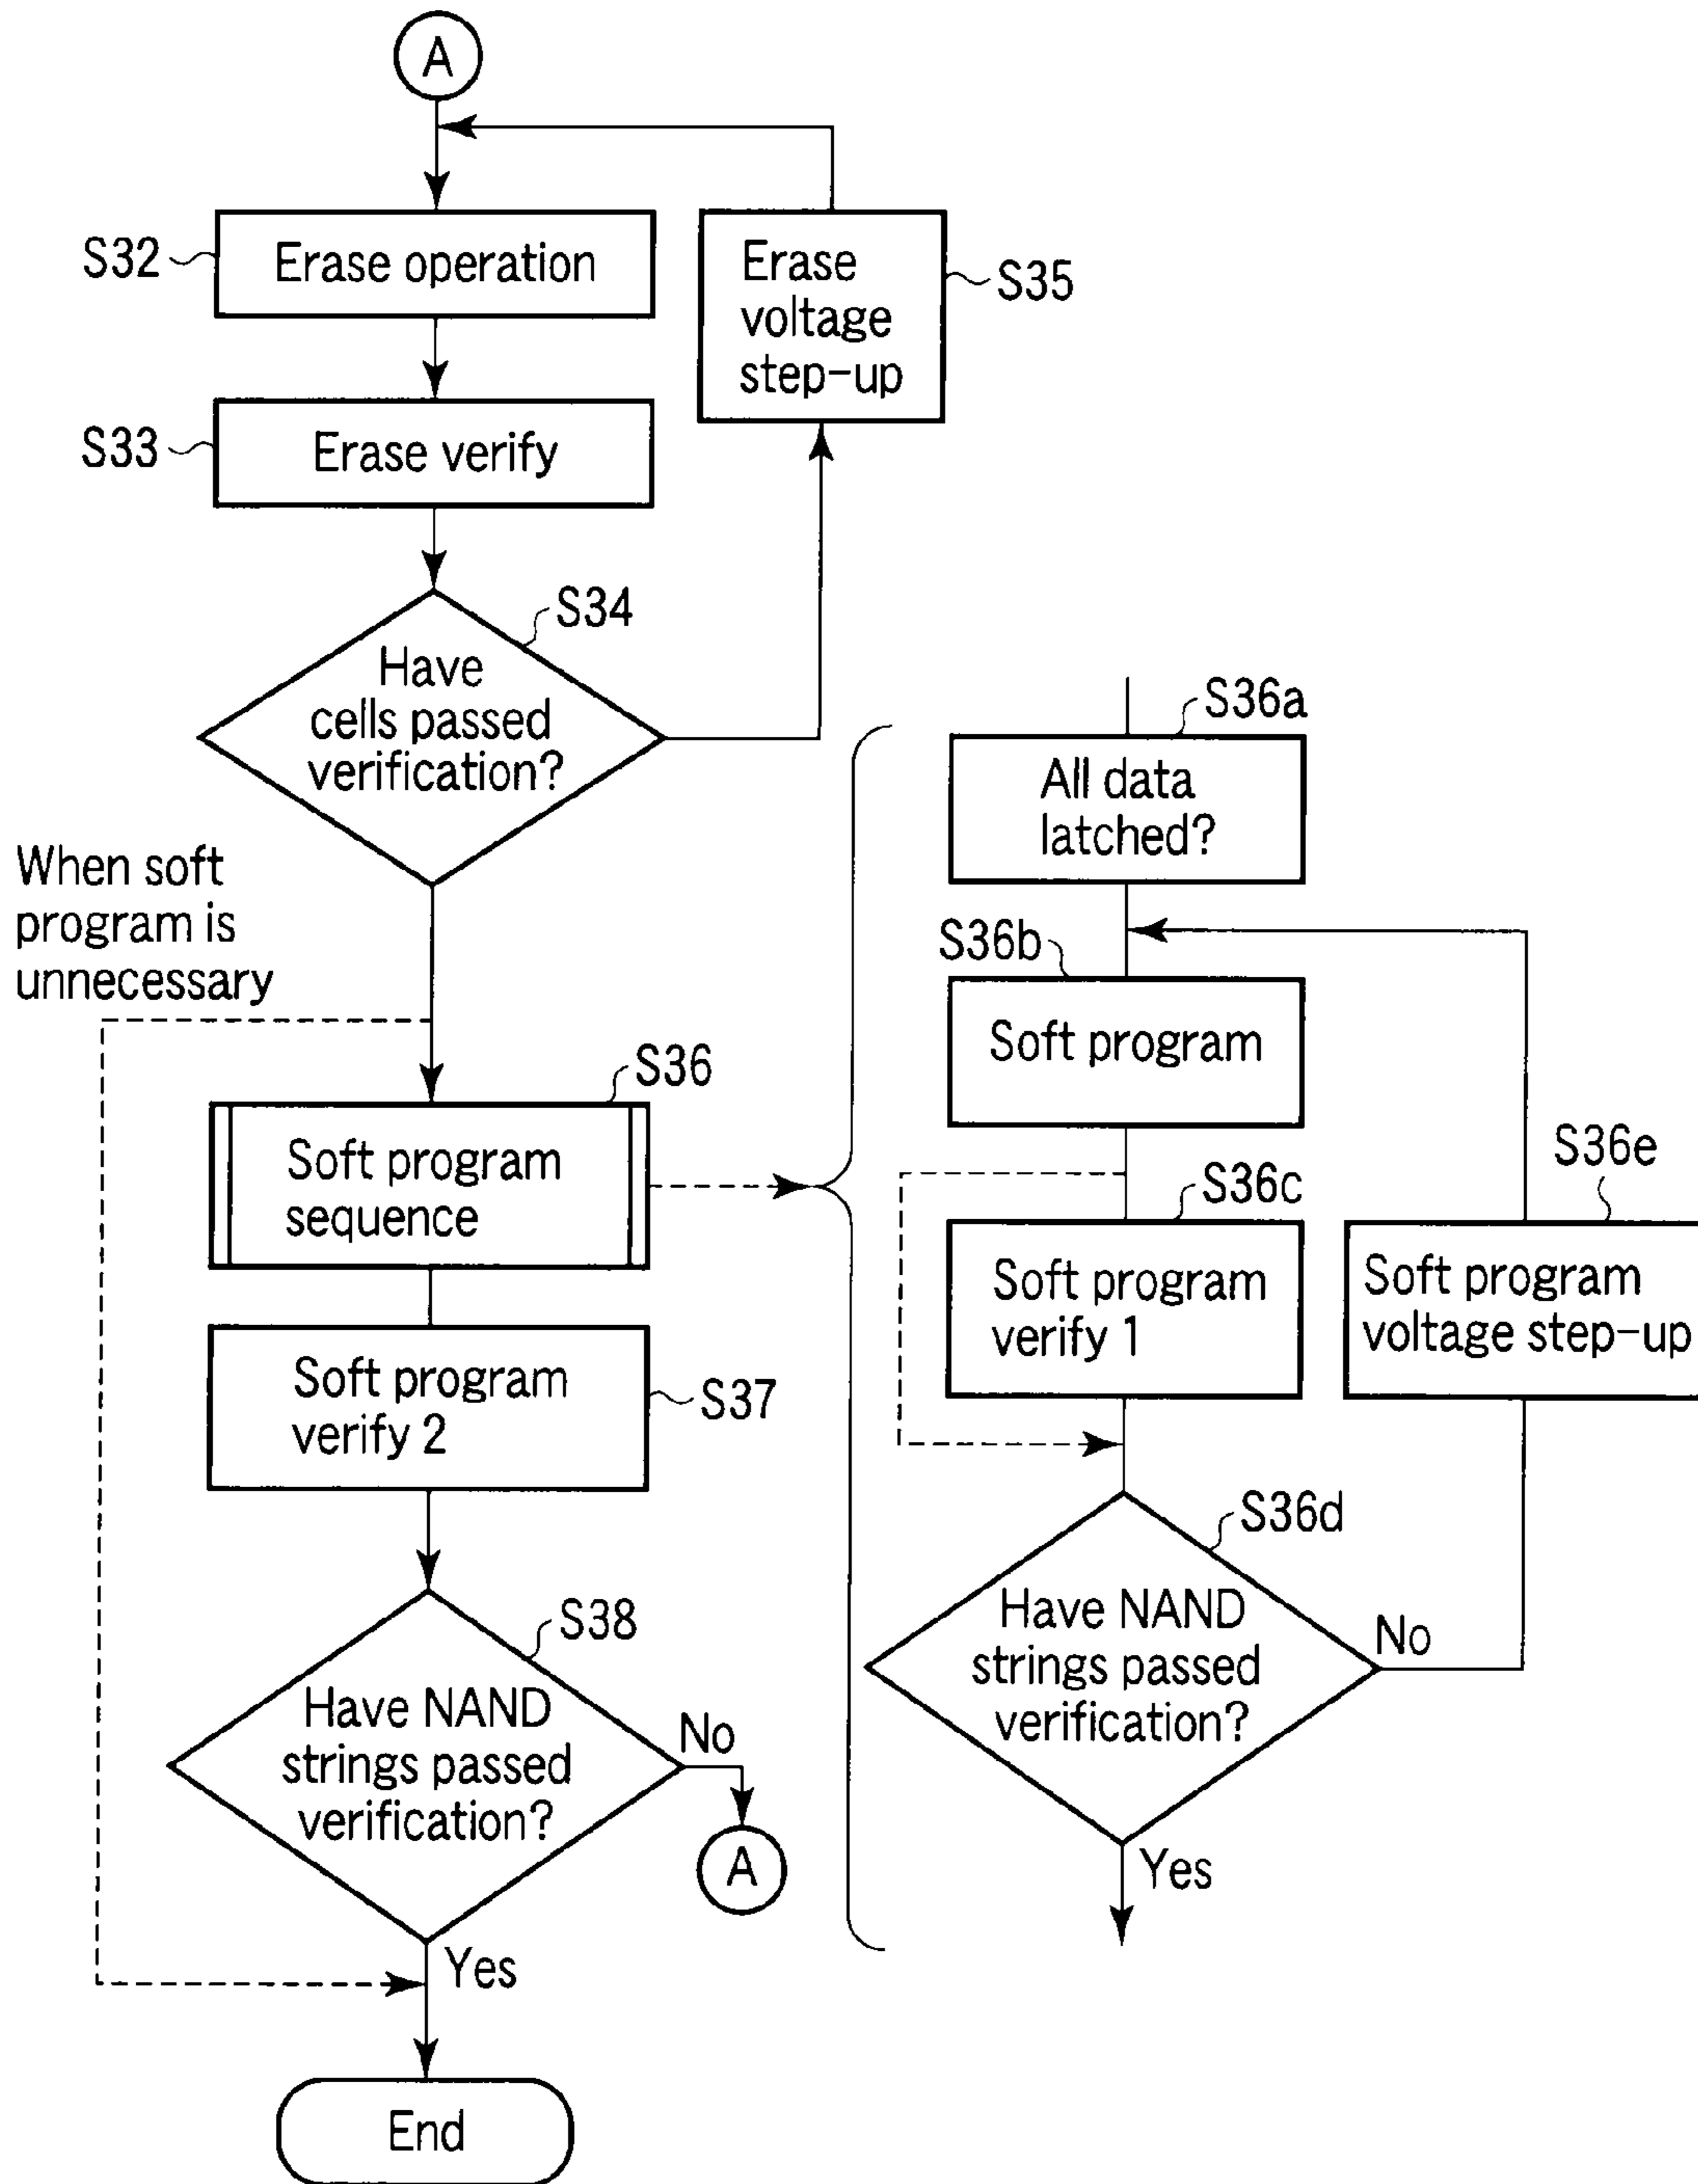 A
S32
Erase operation
Erase
voltage
step-up
S35
S33
Erase verify
S34
Have
cells passed
verification?
When soft
program is
unnecessary
S36
Soft program
sequence
Soft program
verify 2
S37
S38
Have NAND
strings passed
verification?
No
A
Yes
End
S36a
All data
latched?
S36b
Soft program
S36c
Soft program
verify 1
S36e
Soft program
voltage step-up
S36d
Have NAND
strings passed
verification?
No
Yes